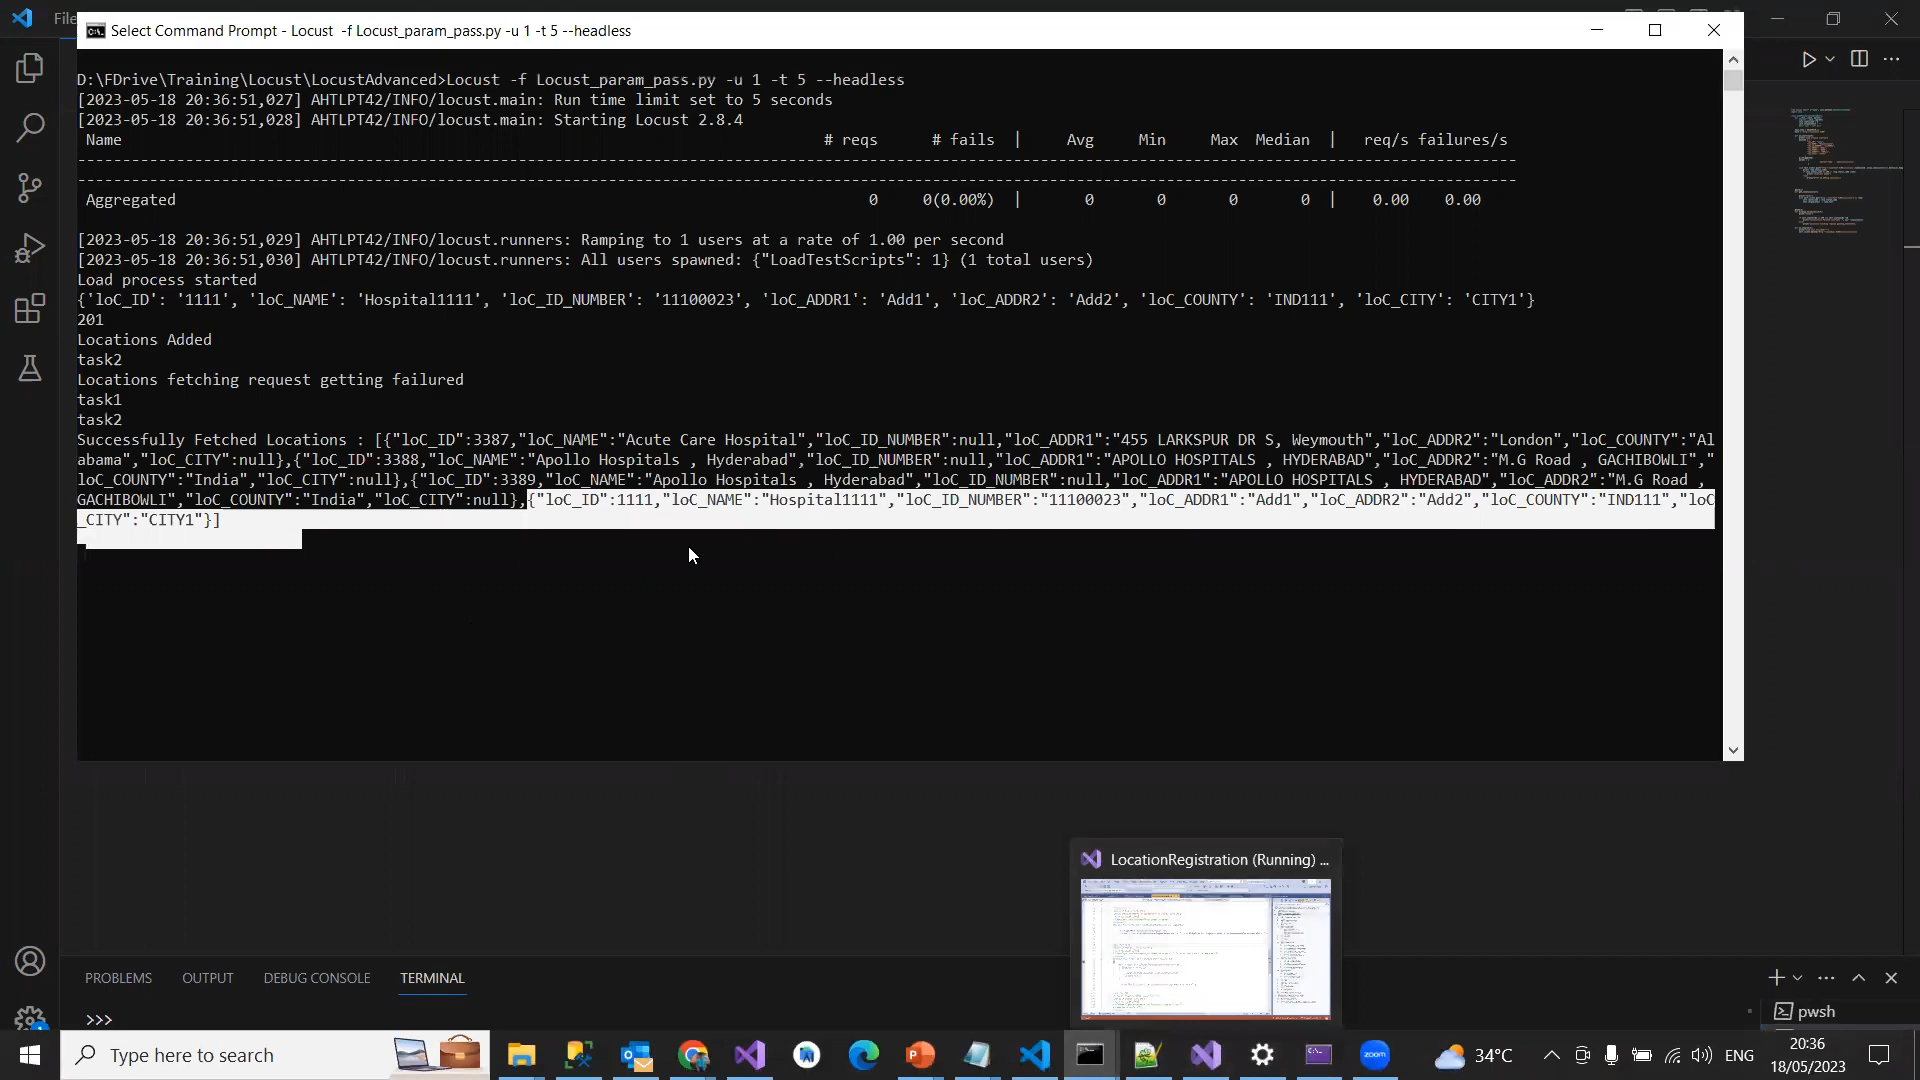 File
Select Command Prompt - Locust  -f Locust_param_pass.py -u 1 -t 5 --headless
D:\FDrive\Training\Locust\LocustAdvanced>Locust -f Locust_param_pass.py -u 1 -t 5 --headless
[2023-05-18 20:36:51,027] AHTLPT42/INFO/locust.main: Run time limit set to 5 seconds
[2023-05-18 20:36:51,028] AHTLPT42/INFO/locust.main: Starting Locust 2.8.4
Name # reqs # fails | Avg Min Max Median | req/s failures/s
----------------------------------------------------------------------------------------------------------------------------------------------------------------
----------------------------------------------------------------------------------------------------------------------------------------------------------------
Aggregated 0 0(0.00%) | 0 0 0 0 | 0.00 0.00
[2023-05-18 20:36:51,029] AHTLPT42/INFO/locust.runners: Ramping to 1 users at a rate of 1.00 per second
[2023-05-18 20:36:51,030] AHTLPT42/INFO/locust.runners: All users spawned: {"LoadTestScripts": 1} (1 total users)
Load process started
{'loC_ID': '1111', 'loC_NAME': 'Hospital1111', 'loC_ID_NUMBER': '11100023', 'loC_ADDR1': 'Add1', 'loC_ADDR2': 'Add2', 'loC_COUNTY': 'IND111', 'loC_CITY': 'CITY1'}
201
Locations Added
task2
Locations fetching request getting failured
task1
task2
Successfully Fetched Locations : [{"loC_ID":3387,"loC_NAME":"Acute Care Hospital","loC_ID_NUMBER":null,"loC_ADDR1":"455 LARKSPUR DR S, Weymouth","loC_ADDR2":"London","loC_COUNTY":"Al
abama","loC_CITY":null},{"loC_ID":3388,"loC_NAME":"Apollo Hospitals , Hyderabad","loC_ID_NUMBER":null,"loC_ADDR1":"APOLLO HOSPITALS , HYDERABAD","loC_ADDR2":"M.G Road , GACHIBOWLI","
loC_COUNTY":"India","loC_CITY":null},{"loC_ID":3389,"loC_NAME":"Apollo Hospitals , Hyderabad","loC_ID_NUMBER":null,"loC_ADDR1":"APOLLO HOSPITALS , HYDERABAD","loC_ADDR2":"M.G Road ,
GACHIBOWLI","loC_COUNTY":"India","loC_CITY":null},{"loC_ID":1111,"loC_NAME":"Hospital1111","loC_ID_NUMBER":"11100023","loC_ADDR1":"Add1","loC_ADDR2":"Add2","loC_COUNTY":"IND111","loC
_CITY":"CITY1"}]
LocationRegistration (Running) ...
PROBLEMS OUTPUT DEBUG CONSOLE TERMINAL
>>>
pwsh
Type here to search
zoom
34°C
ENG
20:36
18/05/2023